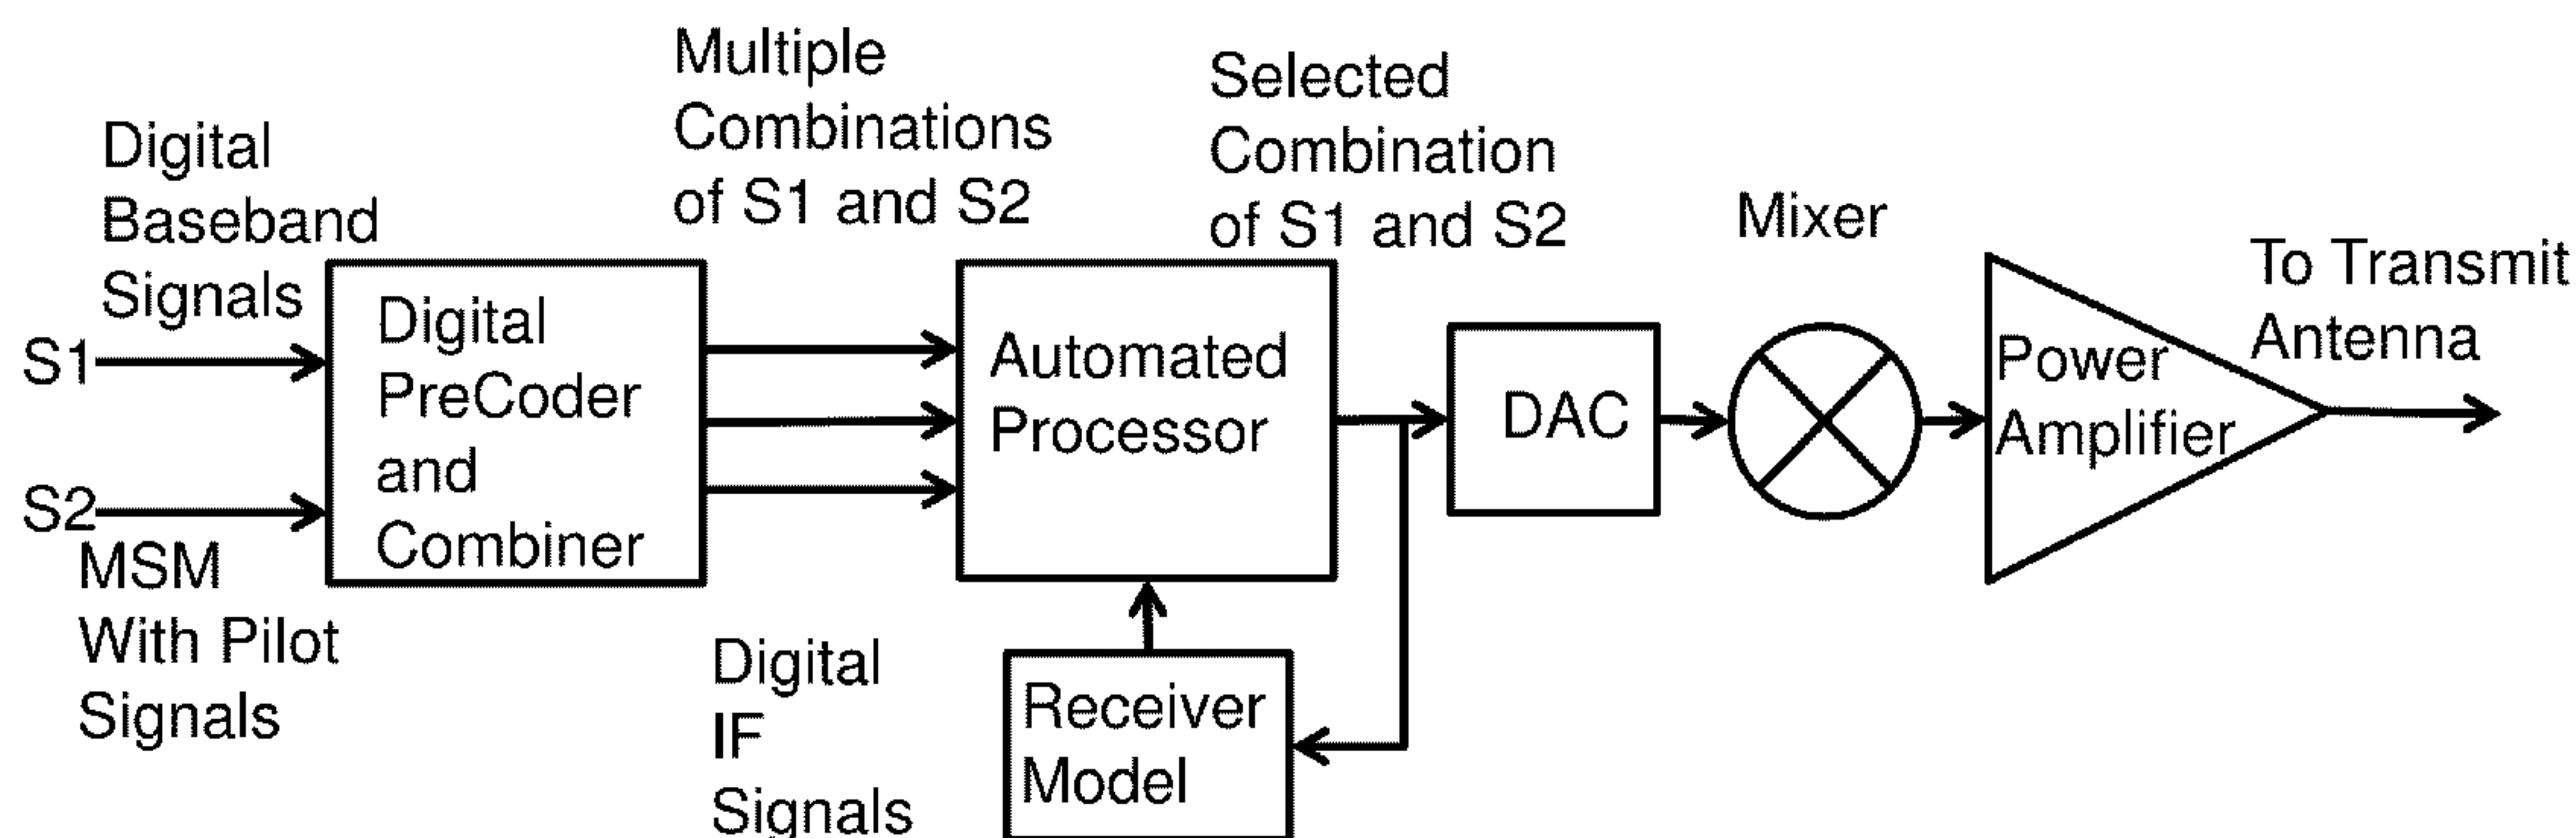 Digital
Baseband
Signals
S1
S2
MSM
With Pilot
Signals
Digital
PreCoder
and
Combiner
Multiple
Combinations
of S1 and S2
Digital
IF
Signals
Automated
Processor
Receiver
Model
Selected
Combination
of S1 and S2
DAC
Mixer
Power
Amplifier
To Transmit
Antenna